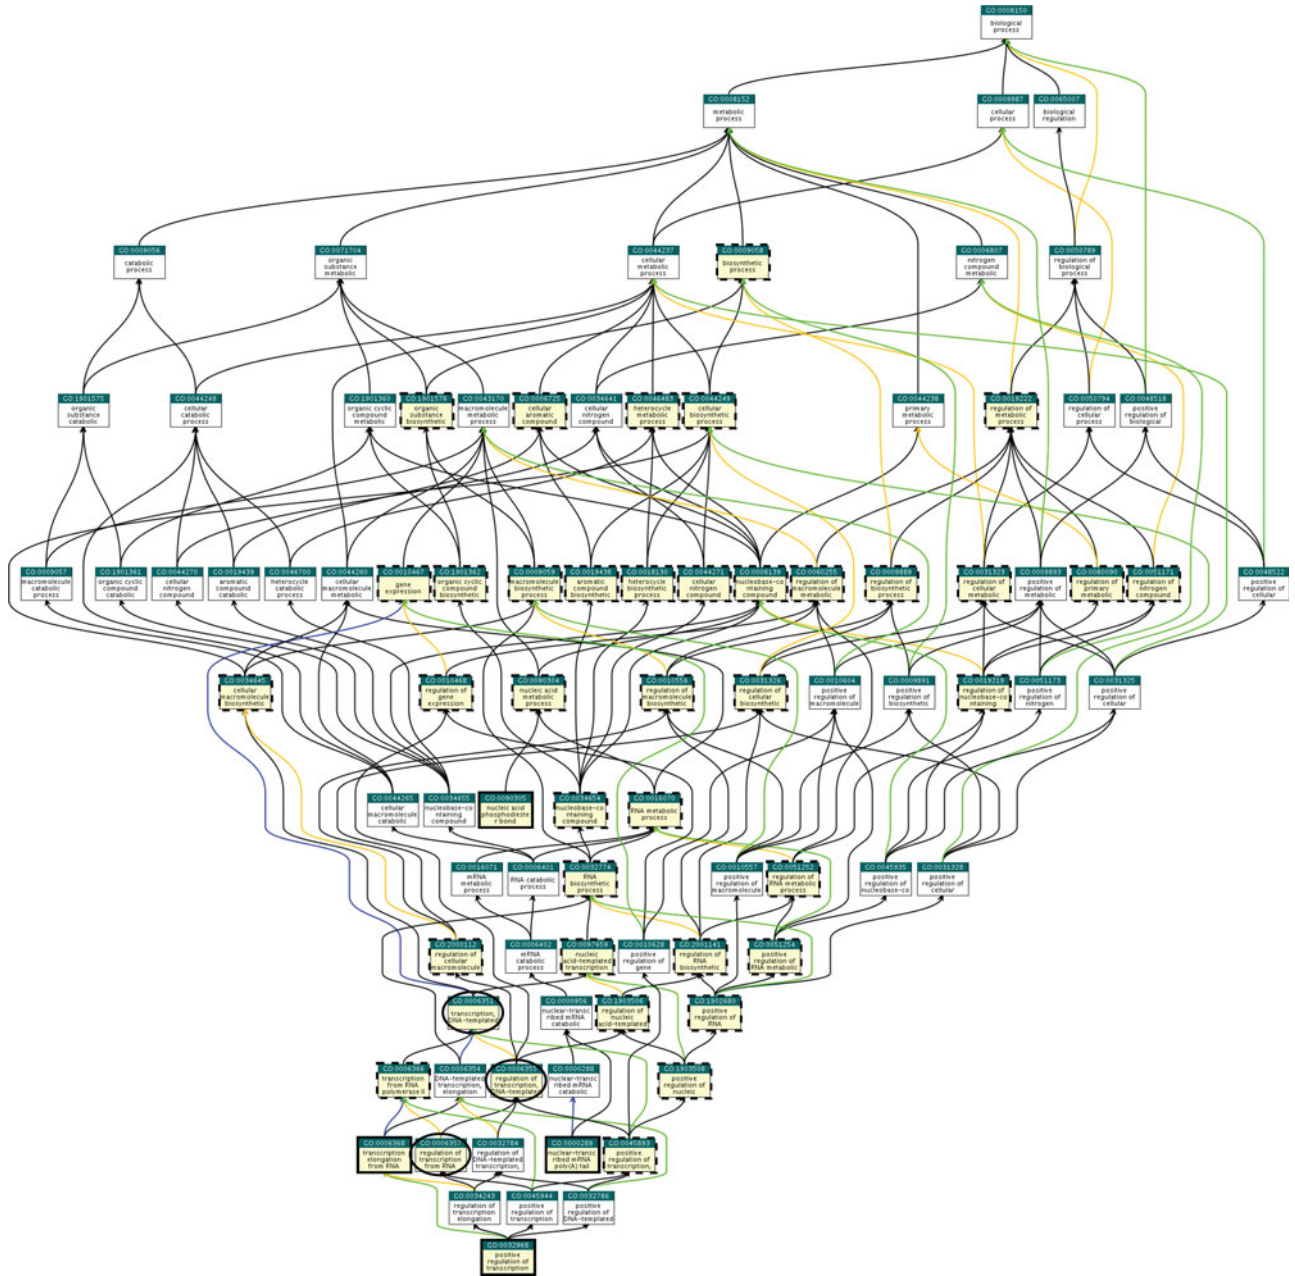 GO:0008150
biological
process
GO:0008152
metabolic
process
GO:0009987
cellular
process
GO:0065007
biological
regulation
GO:0009056
catabolic
process
GO:0071704
organic
substance
metabolic
GO:0044237
cellular
metabolic
process
GO:0009058
biosynthetic
process
GO:0006807
nitrogen
compound
metabolic
GO:0050789
regulation of
biological
process
GO:1901575
organic
substance
catabolic
GO:0044248
cellular
catabolic
process
GO:1901360
organic cyclic
compound
metabolic
GO:1901576
organic
substance
biosynthetic
GO:0043170
macromolecule
metabolic
process
GO:0006725
cellular
aromatic
compound
GO:0034641
cellular
nitrogen
compound
GO:0046483
heterocycle
metabolic
process
GO:0044249
cellular
biosynthetic
process
GO:0044238
primary
metabolic
process
GO:0019222
regulation of
metabolic
process
GO:0050794
regulation of
cellular
process
GO:0048518
positive
regulation of
biological
GO:0009057
macromolecule
catabolic
process
GO:1901361
organic cyclic
compound
catabolic
GO:0044270
cellular
nitrogen
compound
GO:0019439
aromatic
compound
catabolic
GO:0046700
heterocycle
catabolic
process
GO:0044260
cellular
macromolecule
metabolic
GO:0010467
gene
expression
GO:1901362
organic cyclic
compound
biosynthetic
GO:0009059
macromolecule
biosynthetic
process
GO:0019438
aromatic
compound
biosynthetic
GO:0018130
heterocycle
biosynthetic
process
GO:0044271
cellular
nitrogen
compound
GO:0006139
nucleobase-co
ntaining
compound
GO:0060255
regulation of
macromolecule
metabolic
GO:0009889
regulation of
biosynthetic
process
GO:0031323
regulation of
cellular
metabolic
GO:0009893
positive
regulation of
metabolic
GO:0080090
regulation of
primary
metabolic
GO:0051171
regulation of
nitrogen
compound
GO:0048522
positive
regulation of
cellular
GO:0034645
cellular
macromolecule
biosynthetic
GO:0010468
regulation of
gene
expression
GO:0090304
nucleic acid
metabolic
process
GO:0010556
regulation of
macromolecule
biosynthetic
GO:0031326
regulation of
cellular
biosynthetic
GO:0010604
positive
regulation of
macromolecule
GO:0009891
positive
regulation of
biosynthetic
GO:0019219
regulation of
nucleobase-co
ntaining
GO:0051173
positive
regulation of
nitrogen
GO:0031325
positive
regulation of
cellular
GO:0044265
cellular
macromolecule
catabolic
GO:0034655
nucleobase-co
ntaining
compound
GO:0090305
nucleic acid
phosphodieste
r bond
GO:0034654
nucleobase-co
ntaining
compound
GO:0016070
RNA metabolic
process
GO:0016071
mRNA
metabolic
process
GO:0006401
RNA catabolic
process
GO:0032774
RNA
biosynthetic
process
GO:0010557
positive
regulation of
macromolecule
GO:0051252
regulation of
RNA metabolic
process
GO:0045935
positive
regulation of
nucleobase-co
GO:0031328
positive
regulation of
cellular
GO:2000112
regulation of
cellular
macromolecule
GO:0006402
mRNA
catabolic
process
GO:0097659
nucleic
acid-templated
transcription
GO:0010628
positive
regulation of
gene
GO:2001141
regulation of
RNA
biosynthetic
GO:0051254
positive
regulation of
RNA metabolic
GO:0006351
transcription,
DNA-templated
GO:0000956
nuclear-transc
ribed mRNA
catabolic
GO:1903506
regulation of
nucleic
acid-templated
GO:1902680
positive
regulation of
RNA
GO:0006366
transcription
from RNA
polymerase II
GO:0006354
DNA-templated
transcription,
elongation
GO:0006355
regulation of
transcription,
DNA-templated
GO:0000288
nuclear-transc
ribed mRNA
catabolic
GO:1903508
positive
regulation of
nucleic
GO:0006368
transcription
elongation
from RNA
GO:0006357
regulation of
transcription
from RNA
GO:0032784
regulation of
DNA-templated
transcription,
GO:0000289
nuclear-transc
ribed mRNA
poly(A) tail
GO:0045893
positive
regulation of
transcription,
GO:0034243
regulation of
transcription
elongation
GO:0045944
positive
regulation of
transcription
GO:0032786
positive
regulation of
DNA-templated
GO:0032968
positive
regulation of
transcription